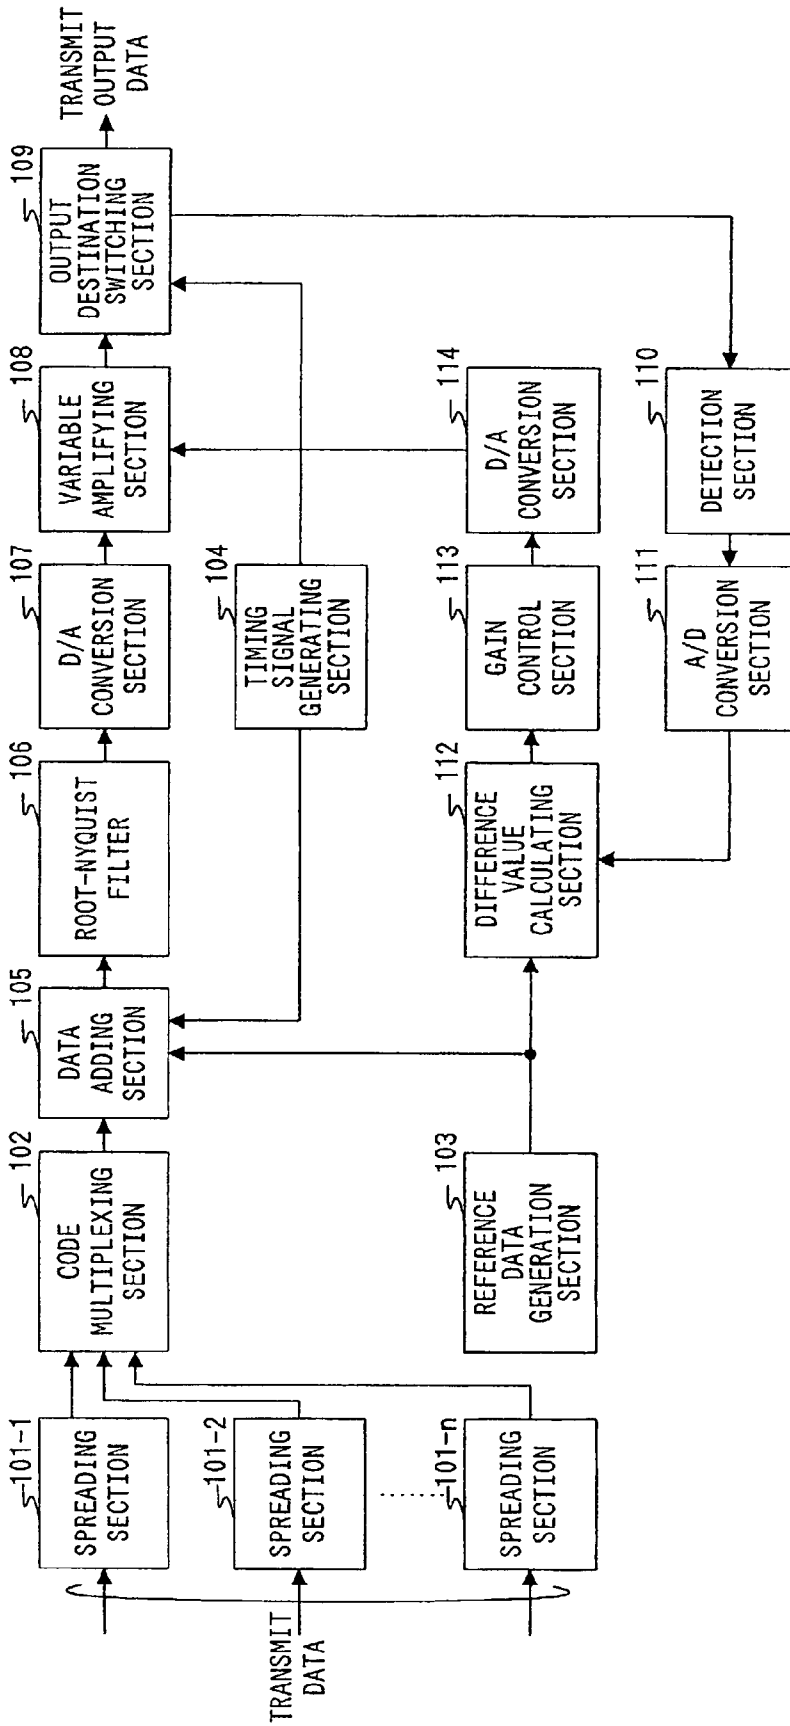 TRANSMIT
DATA
101-1
SPREADING
SECTION
101-2
SPREADING
SECTION
101-n
SPREADING
SECTION
102
CODE
MULTIPLEXING
SECTION
103
REFERENCE
DATA
GENERATION
SECTION
105
DATA
ADDING
SECTION
106
ROOT-NYQUIST
FILTER
107
D/A
CONVERSION
SECTION
108
VARIABLE
AMPLIFYING
SECTION
109
OUTPUT
DESTINATION
SWITCHING
SECTION
TRANSMIT
OUTPUT
DATA
104
TIMING
SIGNAL
GENERATING
SECTION
112
DIFFERENCE
VALUE
CALCULATING
SECTION
113
GAIN
CONTROL
SECTION
114
D/A
CONVERSION
SECTION
111
A/D
CONVERSION
SECTION
110
DETECTION
SECTION